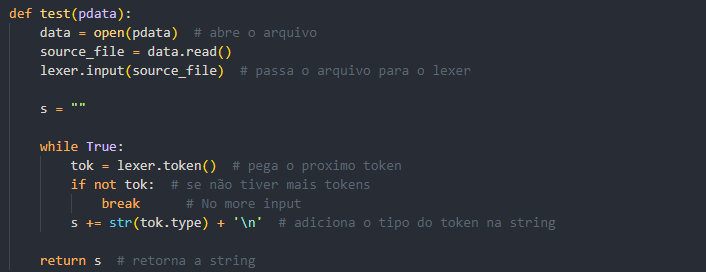 def test(pdata):
    data = open(pdata)  # abre o arquivo
    source_file = data.read()
    lexer.input(source_file)  # passa o arquivo para o lexer

    s = ""

    while True:
        tok = lexer.token()  # pega o proximo token
        if not tok:  # se não tiver mais tokens
            break      # No more input
        s += str(tok.type) + '\n'  # adiciona o tipo do token na string

    return s  # retorna a string